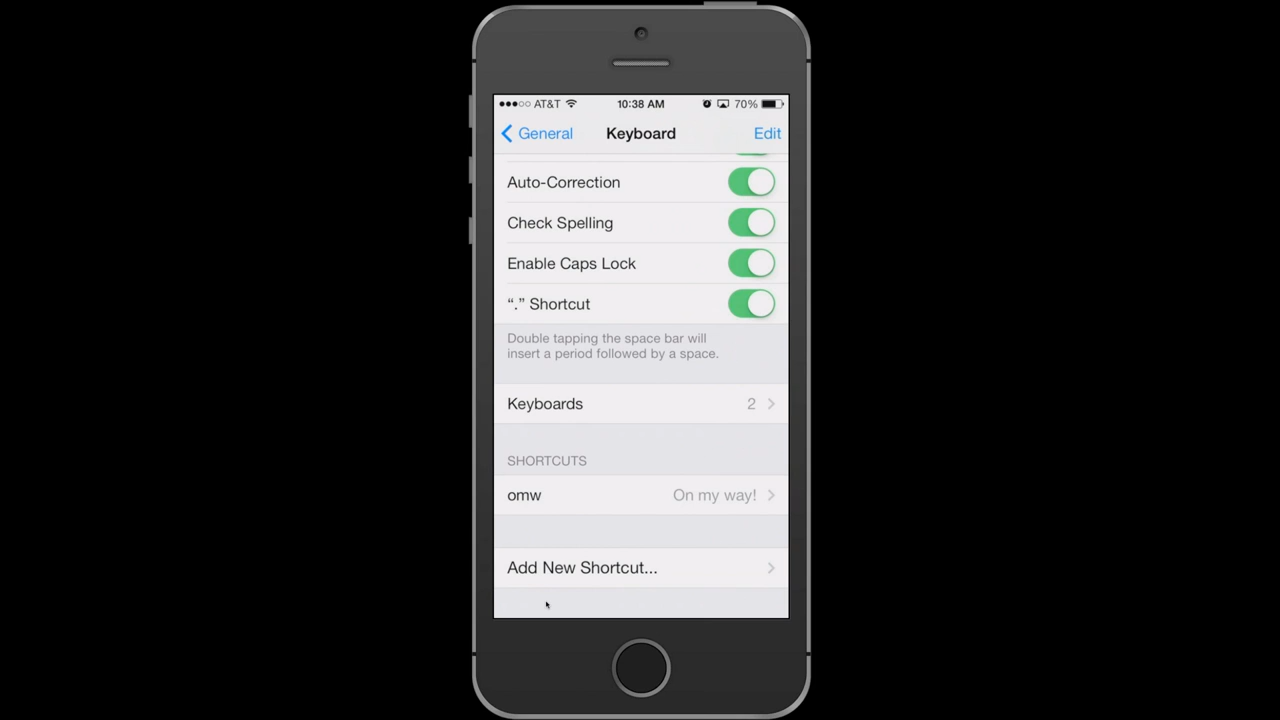 AT&T 10:38 AM 70%
General Keyboard Edit
Auto-Correction
Check Spelling
Enable Caps Lock
“.” Shortcut
Double tapping the space bar will
insert a period followed by a space.
Keyboards 2
SHORTCUTS
omw On my way!
Add New Shortcut...